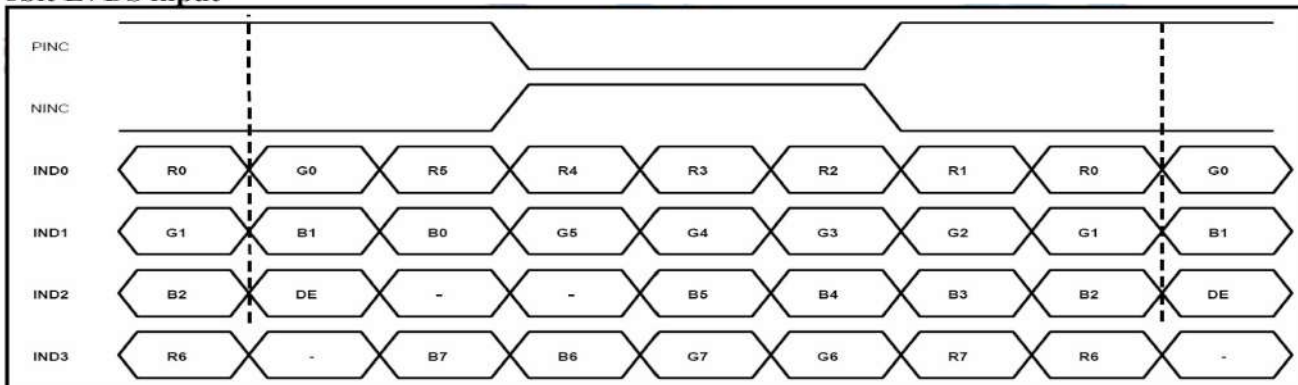 PINC
NINC
IND0 R0 G0 R5 R4 R3 R2 R1 R0 G0
IND1 G1 B1 B0 G5 G4 G3 G2 G1 B1
IND2 B2 DE - - B5 B4 B3 B2 DE
IND3 R6 - B7 B6 G7 G6 R7 R6 -